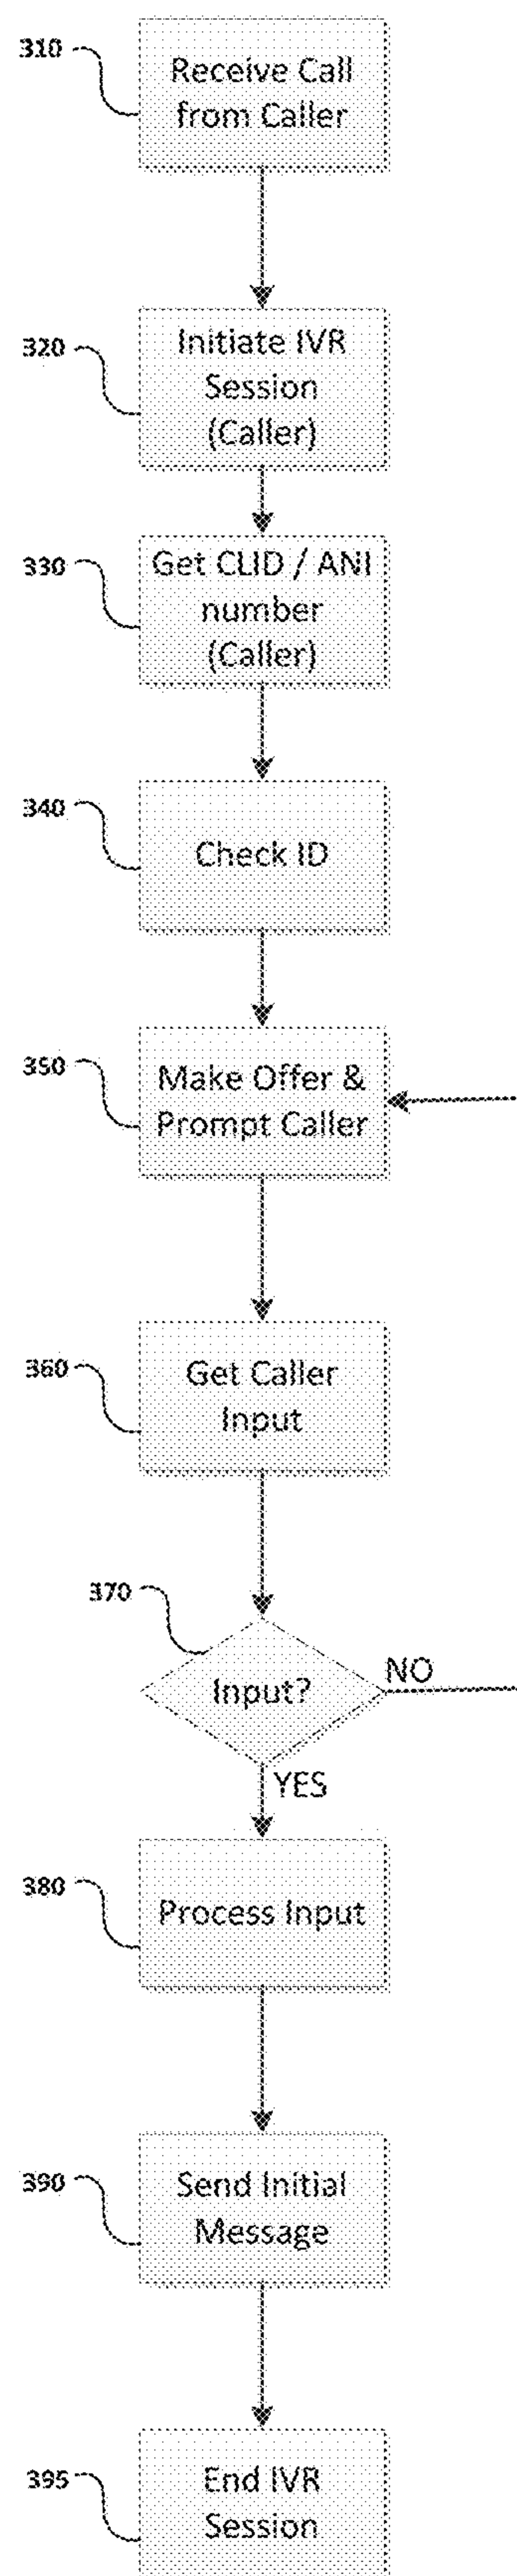 310
Receive Call
from Caller
320
Initiate IVR
Session
(Caller)
330
Get CLID / ANI
number
(Caller)
340
Check ID
350
Make Offer &
Prompt Caller
360
Get Caller
Input
370
Input?
NO
YES
380
Process Input
390
Send Initial
Message
395
End IVR
Session